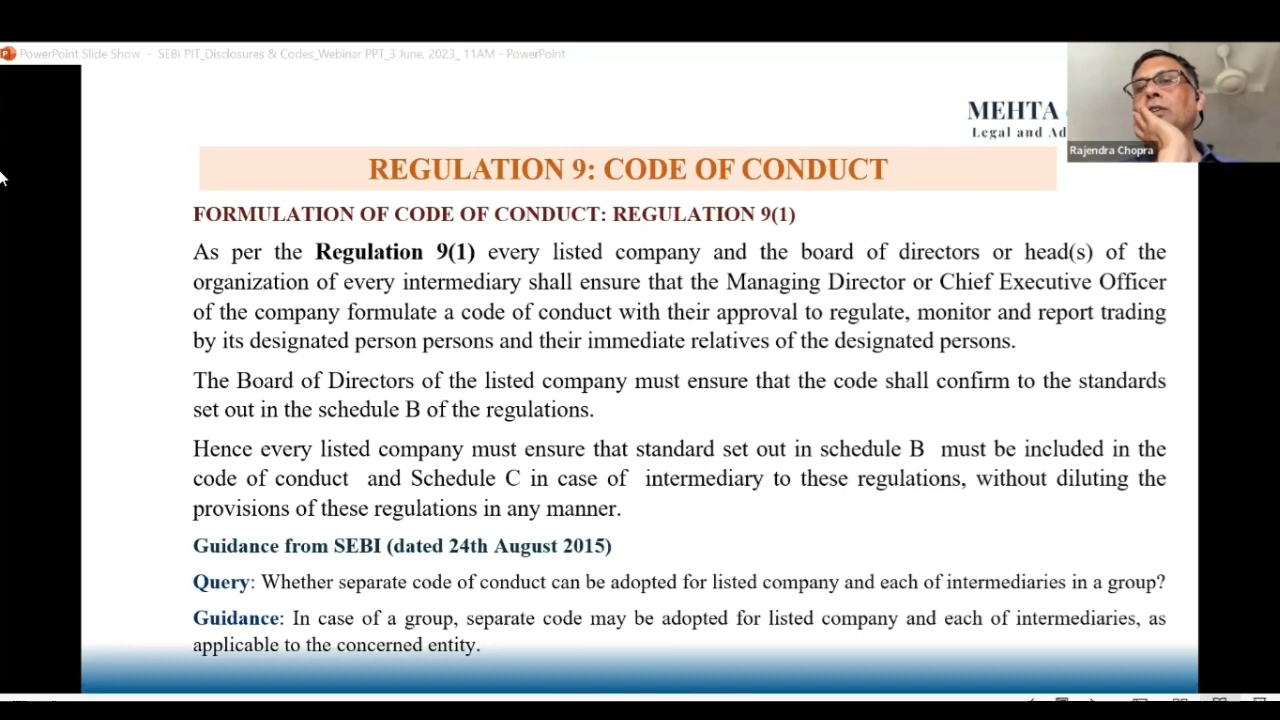 PowerPoint Slide Show - SEBI PIT_Disclosures & Codes_Webinar PPT_3 June, 2023_ 11AM - PowerPoint
MEHTA
Legal and Ad
Rajendra Chopra
REGULATION 9: CODE OF CONDUCT
FORMULATION OF CODE OF CONDUCT: REGULATION 9(1)
As per the Regulation 9(1) every listed company and the board of directors or head(s) of the
organization of every intermediary shall ensure that the Managing Director or Chief Executive Officer
of the company formulate a code of conduct with their approval to regulate, monitor and report trading
by its designated person persons and their immediate relatives of the designated persons.
The Board of Directors of the listed company must ensure that the code shall confirm to the standards
set out in the schedule B of the regulations.
Hence every listed company must ensure that standard set out in schedule B must be included in the
code of conduct and Schedule C in case of intermediary to these regulations, without diluting the
provisions of these regulations in any manner.
Guidance from SEBI (dated 24th August 2015)
Query: Whether separate code of conduct can be adopted for listed company and each of intermediaries in a group?
Guidance: In case of a group, separate code may be adopted for listed company and each of intermediaries, as
applicable to the concerned entity.